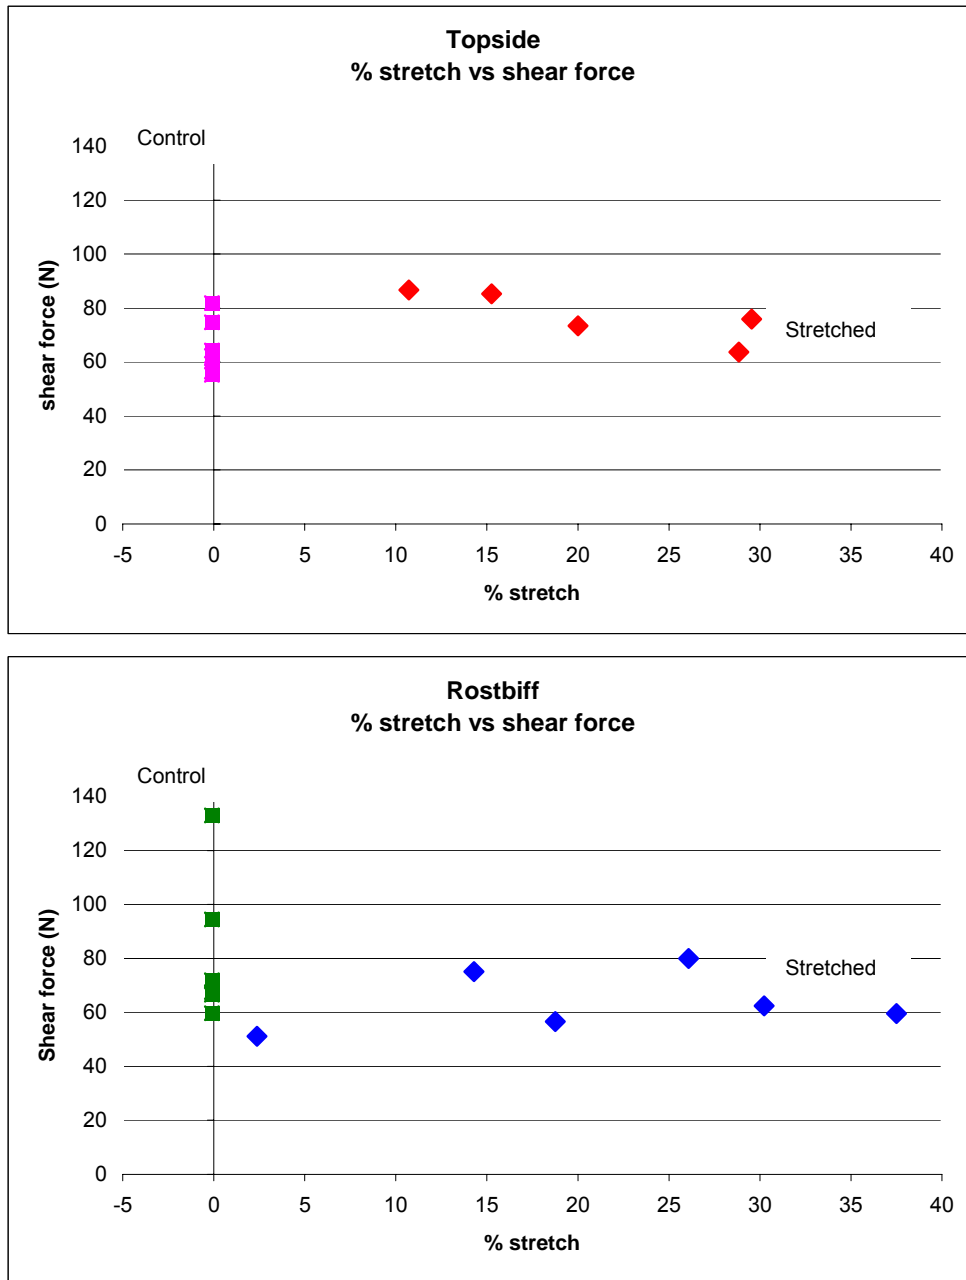 Topside
% stretch vs shear force
Control
140
120
100
80
60
40
20
0
shear force (N)
Stretched
-5 0 5 10 15 20 25 30 35 40
% stretch
Rostbiff
% stretch vs shear force
Control
140
120
100
80
60
40
20
0
Shear force (N)
Stretched
-5 0 5 10 15 20 25 30 35 40
% stretch